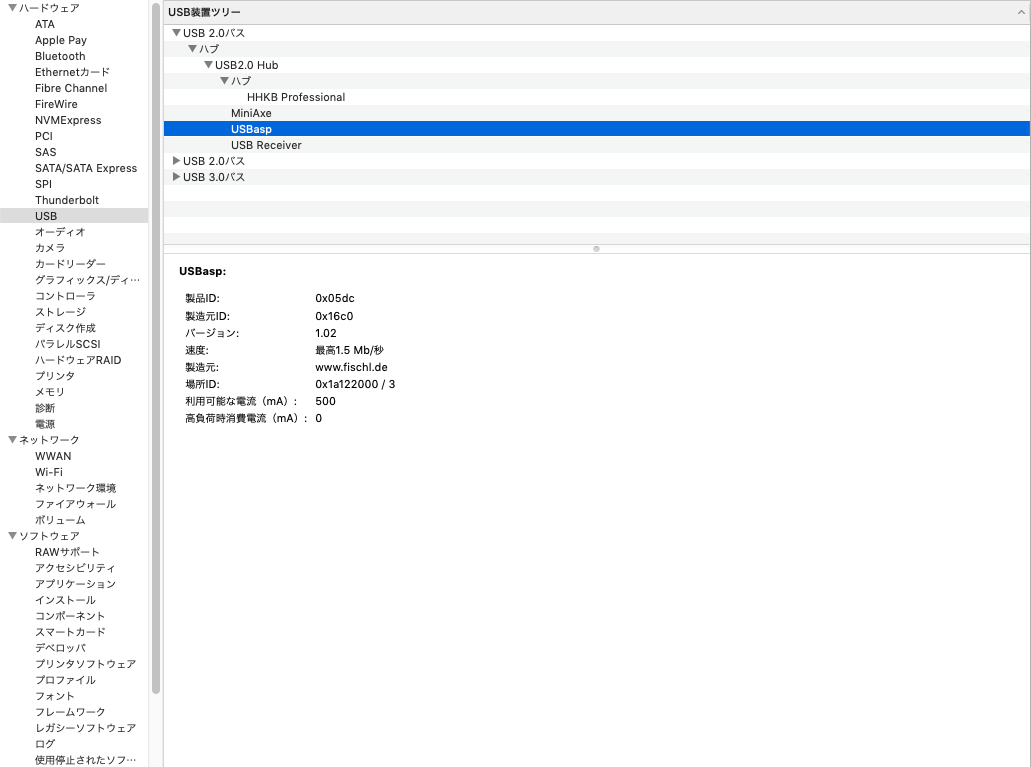 ハードウェア
ATA
Apple Pay
Bluetooth
Ethernetカード
Fibre Channel
FireWire
NVMExpress
PCI
SAS
SATA/SATA Express
SPI
Thunderbolt
USB
オーディオ
カメラ
カードリーダー
グラフィックス/ディ…
コントローラ
ストレージ
ディスク作成
パラレルSCSI
ハードウェアRAID
プリンタ
メモリ
診断
電源
ネットワーク
WWAN
Wi-Fi
ネットワーク環境
ファイアウォール
ボリューム
ソフトウェア
RAWサポート
アクセシビリティ
アプリケーション
インストール
コンポーネント
スマートカード
デベロッパ
プリンタソフトウェア
プロファイル
フォント
フレームワーク
レガシーソフトウェア
ログ
使用停止されたソフ…
USB装置ツリー
USB 2.0バス
ハブ
USB2.0 Hub
ハブ
HHKB Professional
MiniAxe
USBasp
USB Receiver
USB 2.0バス
USB 3.0バス
USBasp:
製品ID: 0x05dc
製造元ID: 0x16c0
バージョン: 1.02
速度: 最高1.5 Mb/秒
製造元: www.fischl.de
場所ID: 0x1a122000 / 3
利用可能な電流（mA）: 500
高負荷時消費電流（mA）: 0